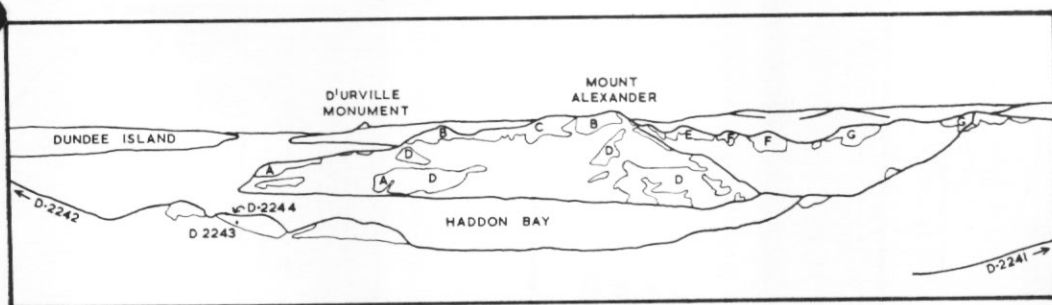 MOUNT
ALEXANDER
D'URVILLE
MONUMENT
DUNDEE ISLAND
B
C
B
E
F
F
G
G
D
D
A
A
D
D
D-2242
D-2244
D 2243
HADDON BAY
D-2241